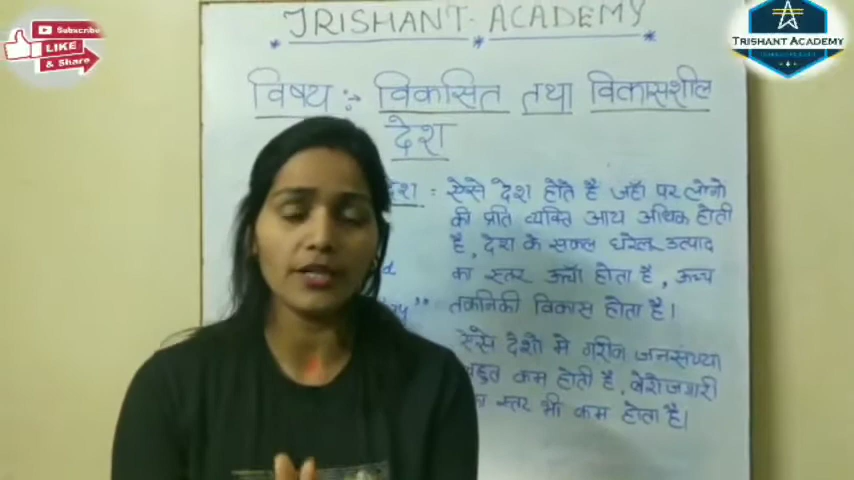 TRISHANT ACADEMY
विषय :- विकसित तथा विकासशील
देश
देश : ऐसे देश होते है जहाँ पर लोगो
की प्रति व्यक्ति आय अधिक होती
है, देश के सकल घरेलू उत्पाद
का स्तर ऊचाँ होता है, उच्च
तकनिकी विकास होता है।
ऐसे देशो मे गरीब जनसंख्या
बहुत कम होती है, बेरोजगारी
का स्तर भी कम होता है।
Subscribe
LIKE
& Share
TRISHANT ACADEMY